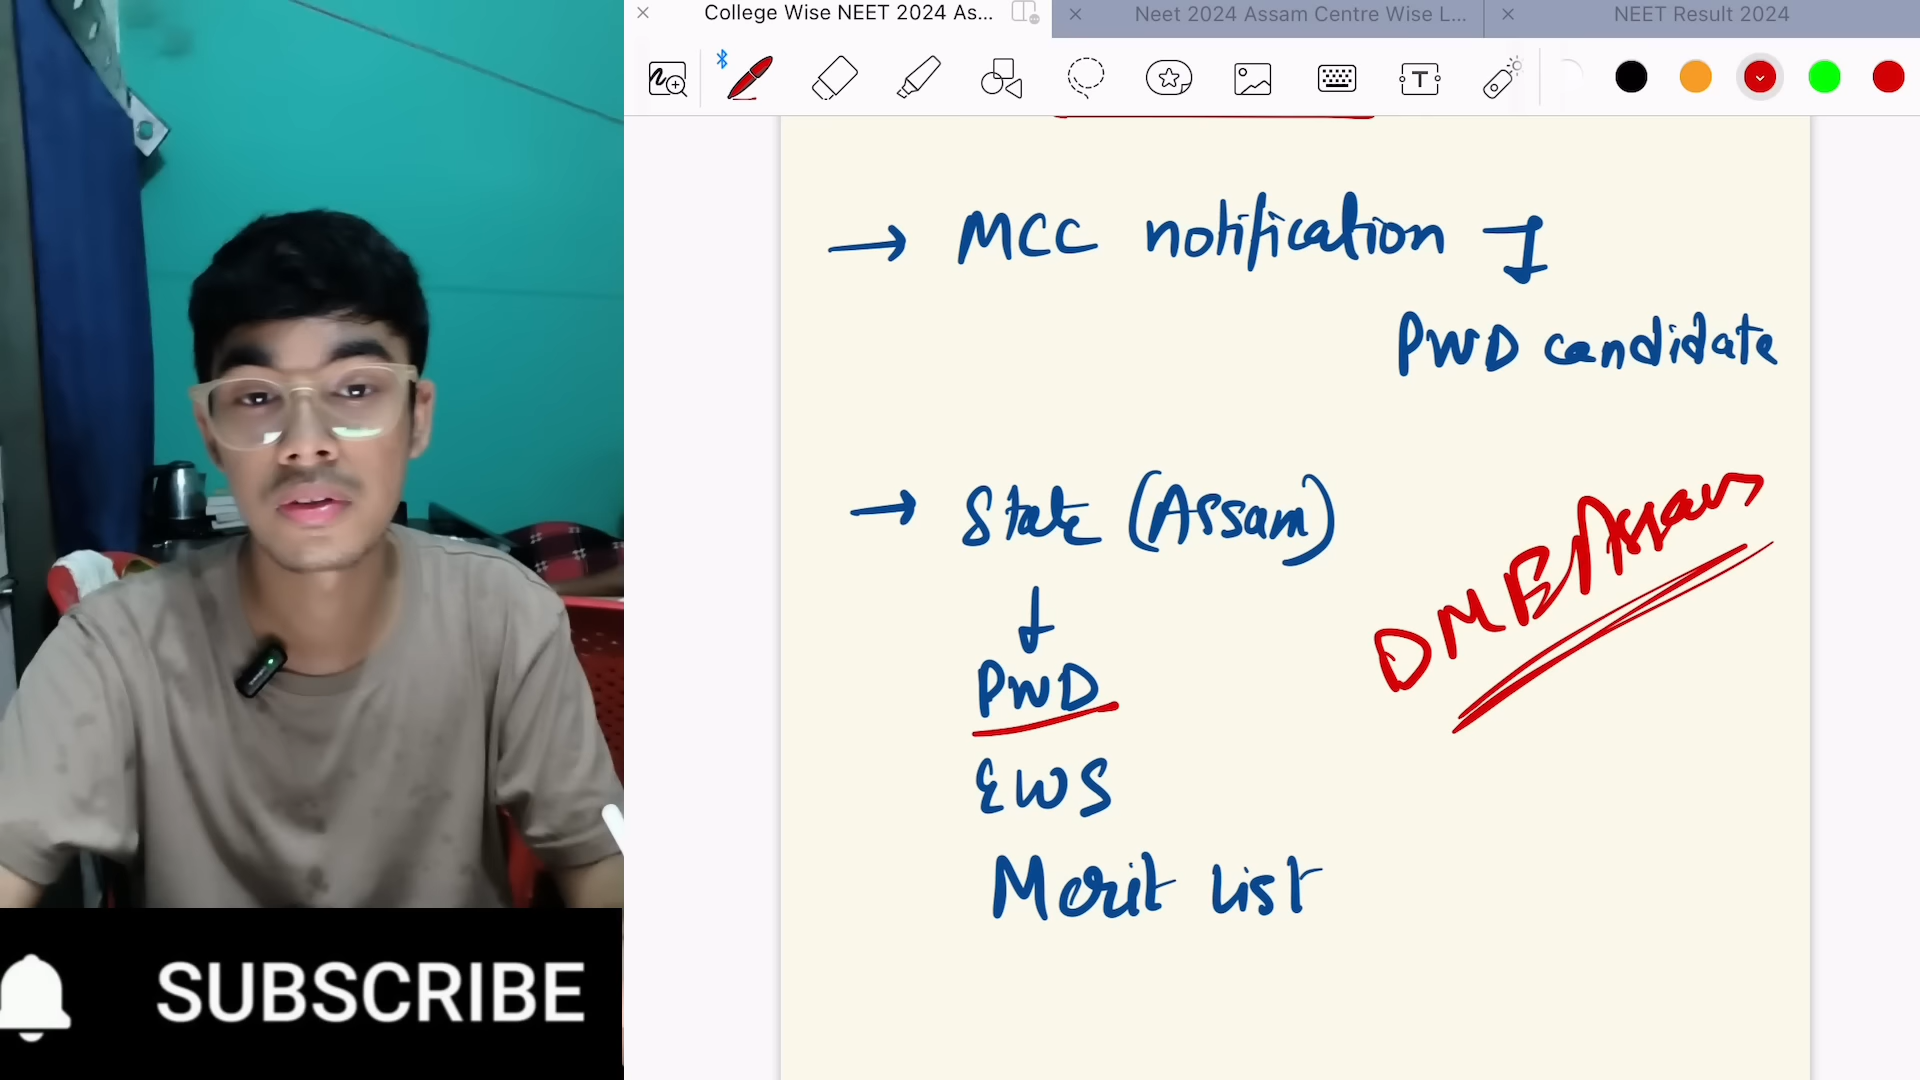 College Wise NEET 2024 As...
Neet 2024 Assam Centre Wise L...
NEET Result 2024
T
→ MCC notification
PWD candidate
→ State (Assam)
DME Assam
PWD
EWS
Merit List
SUBSCRIBE